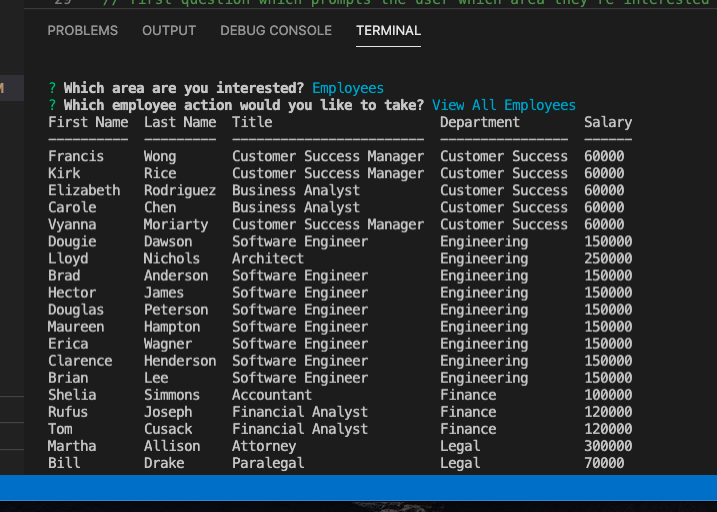 29 // first question which prompts the user which area they're interested
PROBLEMS OUTPUT DEBUG CONSOLE TERMINAL
M
? Which area are you interested? Employees
? Which employee action would you like to take? View All Employees
First Name Last Name Title Department Salary
---------- --------- ------------------------ ---------------- ------
Francis Wong Customer Success Manager Customer Success 60000
Kirk Rice Customer Success Manager Customer Success 60000
Elizabeth Rodriguez Business Analyst Customer Success 60000
Carole Chen Business Analyst Customer Success 60000
Vyanna Moriarty Customer Success Manager Customer Success 60000
Dougie Dawson Software Engineer Engineering 150000
Lloyd Nichols Architect Engineering 250000
Brad Anderson Software Engineer Engineering 150000
Hector James Software Engineer Engineering 150000
Douglas Peterson Software Engineer Engineering 150000
Maureen Hampton Software Engineer Engineering 150000
Erica Wagner Software Engineer Engineering 150000
Clarence Henderson Software Engineer Engineering 150000
Brian Lee Software Engineer Engineering 150000
Shelia Simmons Accountant Finance 100000
Rufus Joseph Financial Analyst Finance 120000
Tom Cusack Financial Analyst Finance 120000
Martha Allison Attorney Legal 300000
Bill Drake Paralegal Legal 70000